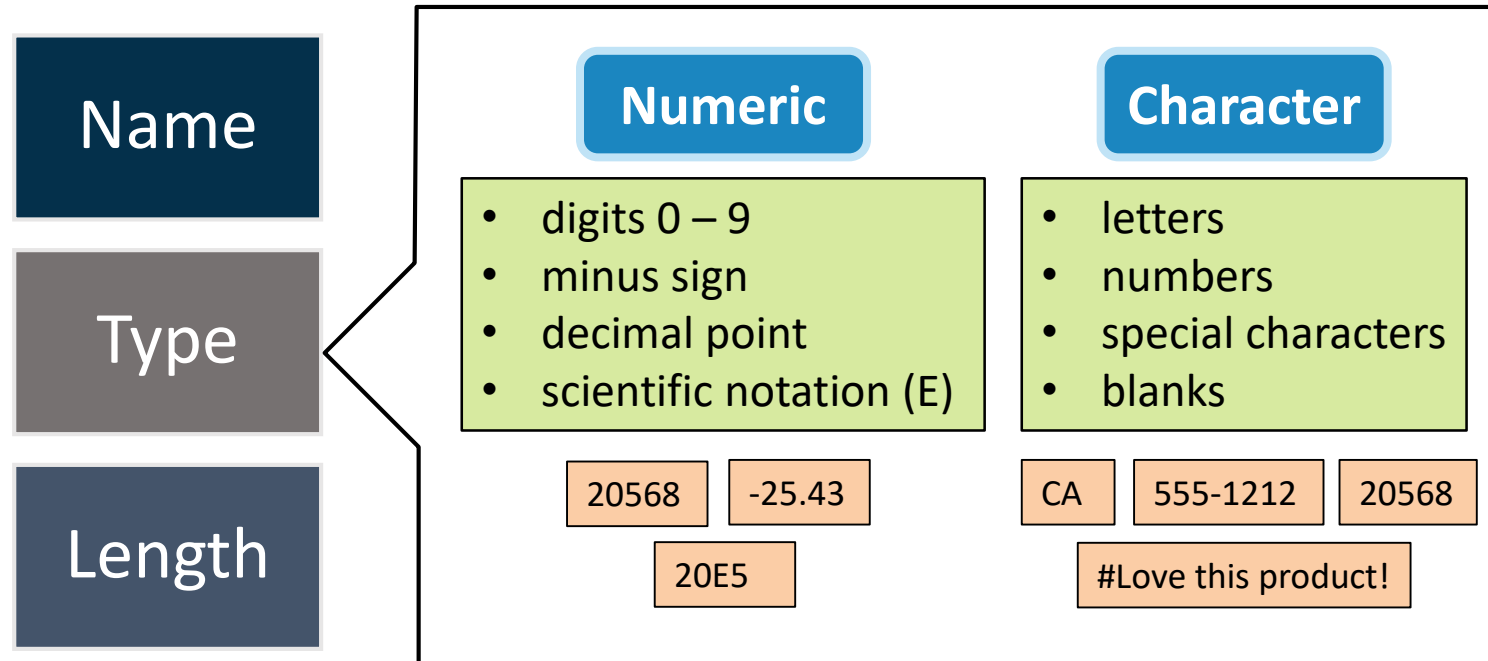 Name
Type
Length
Numeric
• digits 0 – 9
• minus sign
• decimal point
• scientific notation (E)
20568
-25.43
20E5
Character
• letters
• numbers
• special characters
• blanks
CA
555-1212
20568
#Love this product!